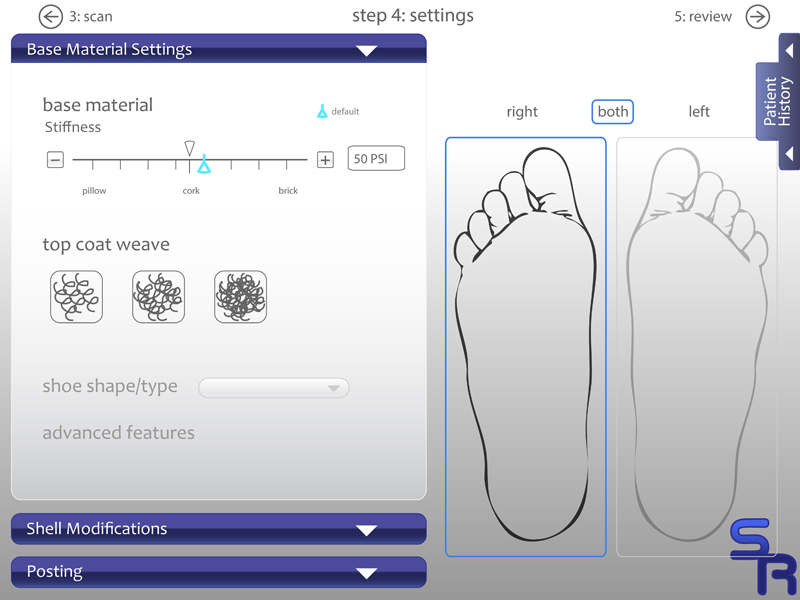 3: scan
step 4: settings
5: review
Base Material Settings
Patient
History
base material
default
Stiffness
50 PSI
pillow
cork
brick
right
both
left
top coat weave
shoe shape/type
advanced features
Shell Modifications
Posting
SR